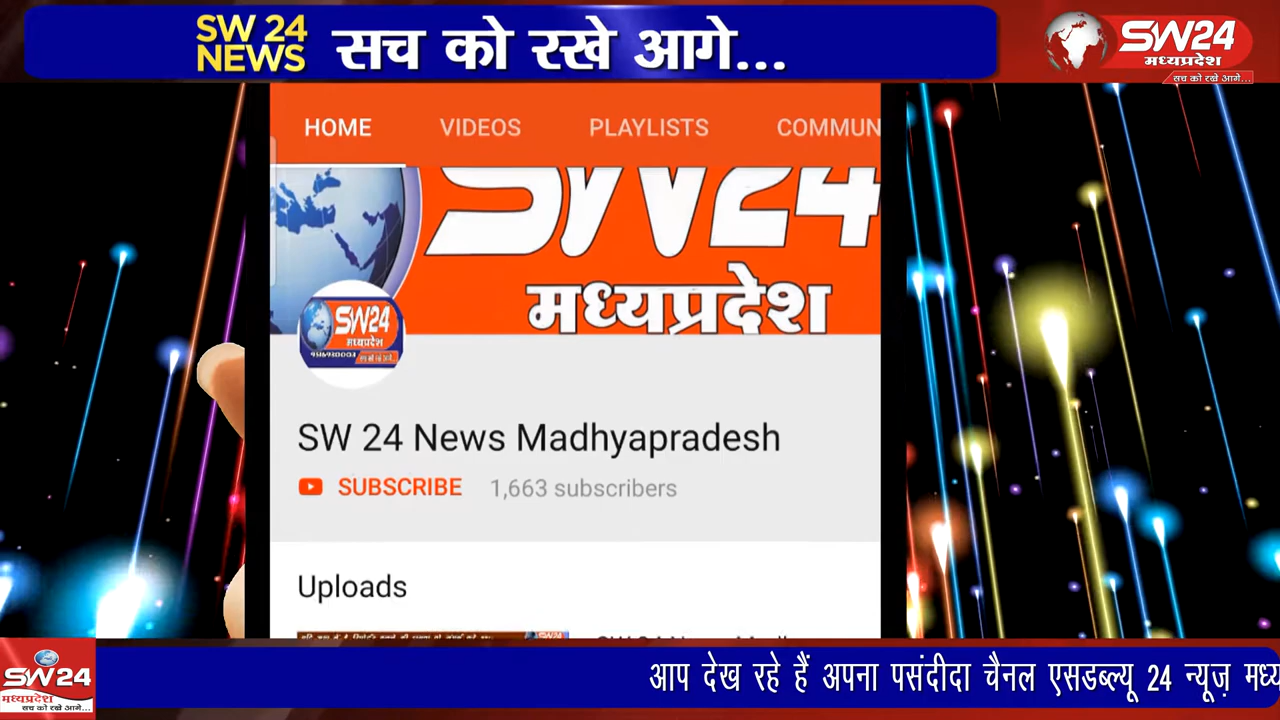 SW 24
NEWS
सच को रखे आगे...
SW24
मध्यप्रदेश
सच को रखे आगे...
HOME VIDEOS PLAYLISTS COMMUN
SW24
मध्यप्रदेश
SW24
मध्यप्रदेश
SW 24 News Madhyapradesh
SUBSCRIBE 1,663 subscribers
Uploads
SW24
मध्यप्रदेश
सच को रखे आगे...
आप देख रहे हैं अपना पसंदीदा चैनल एसडब्ल्यू 24 न्यूज़ मध्य